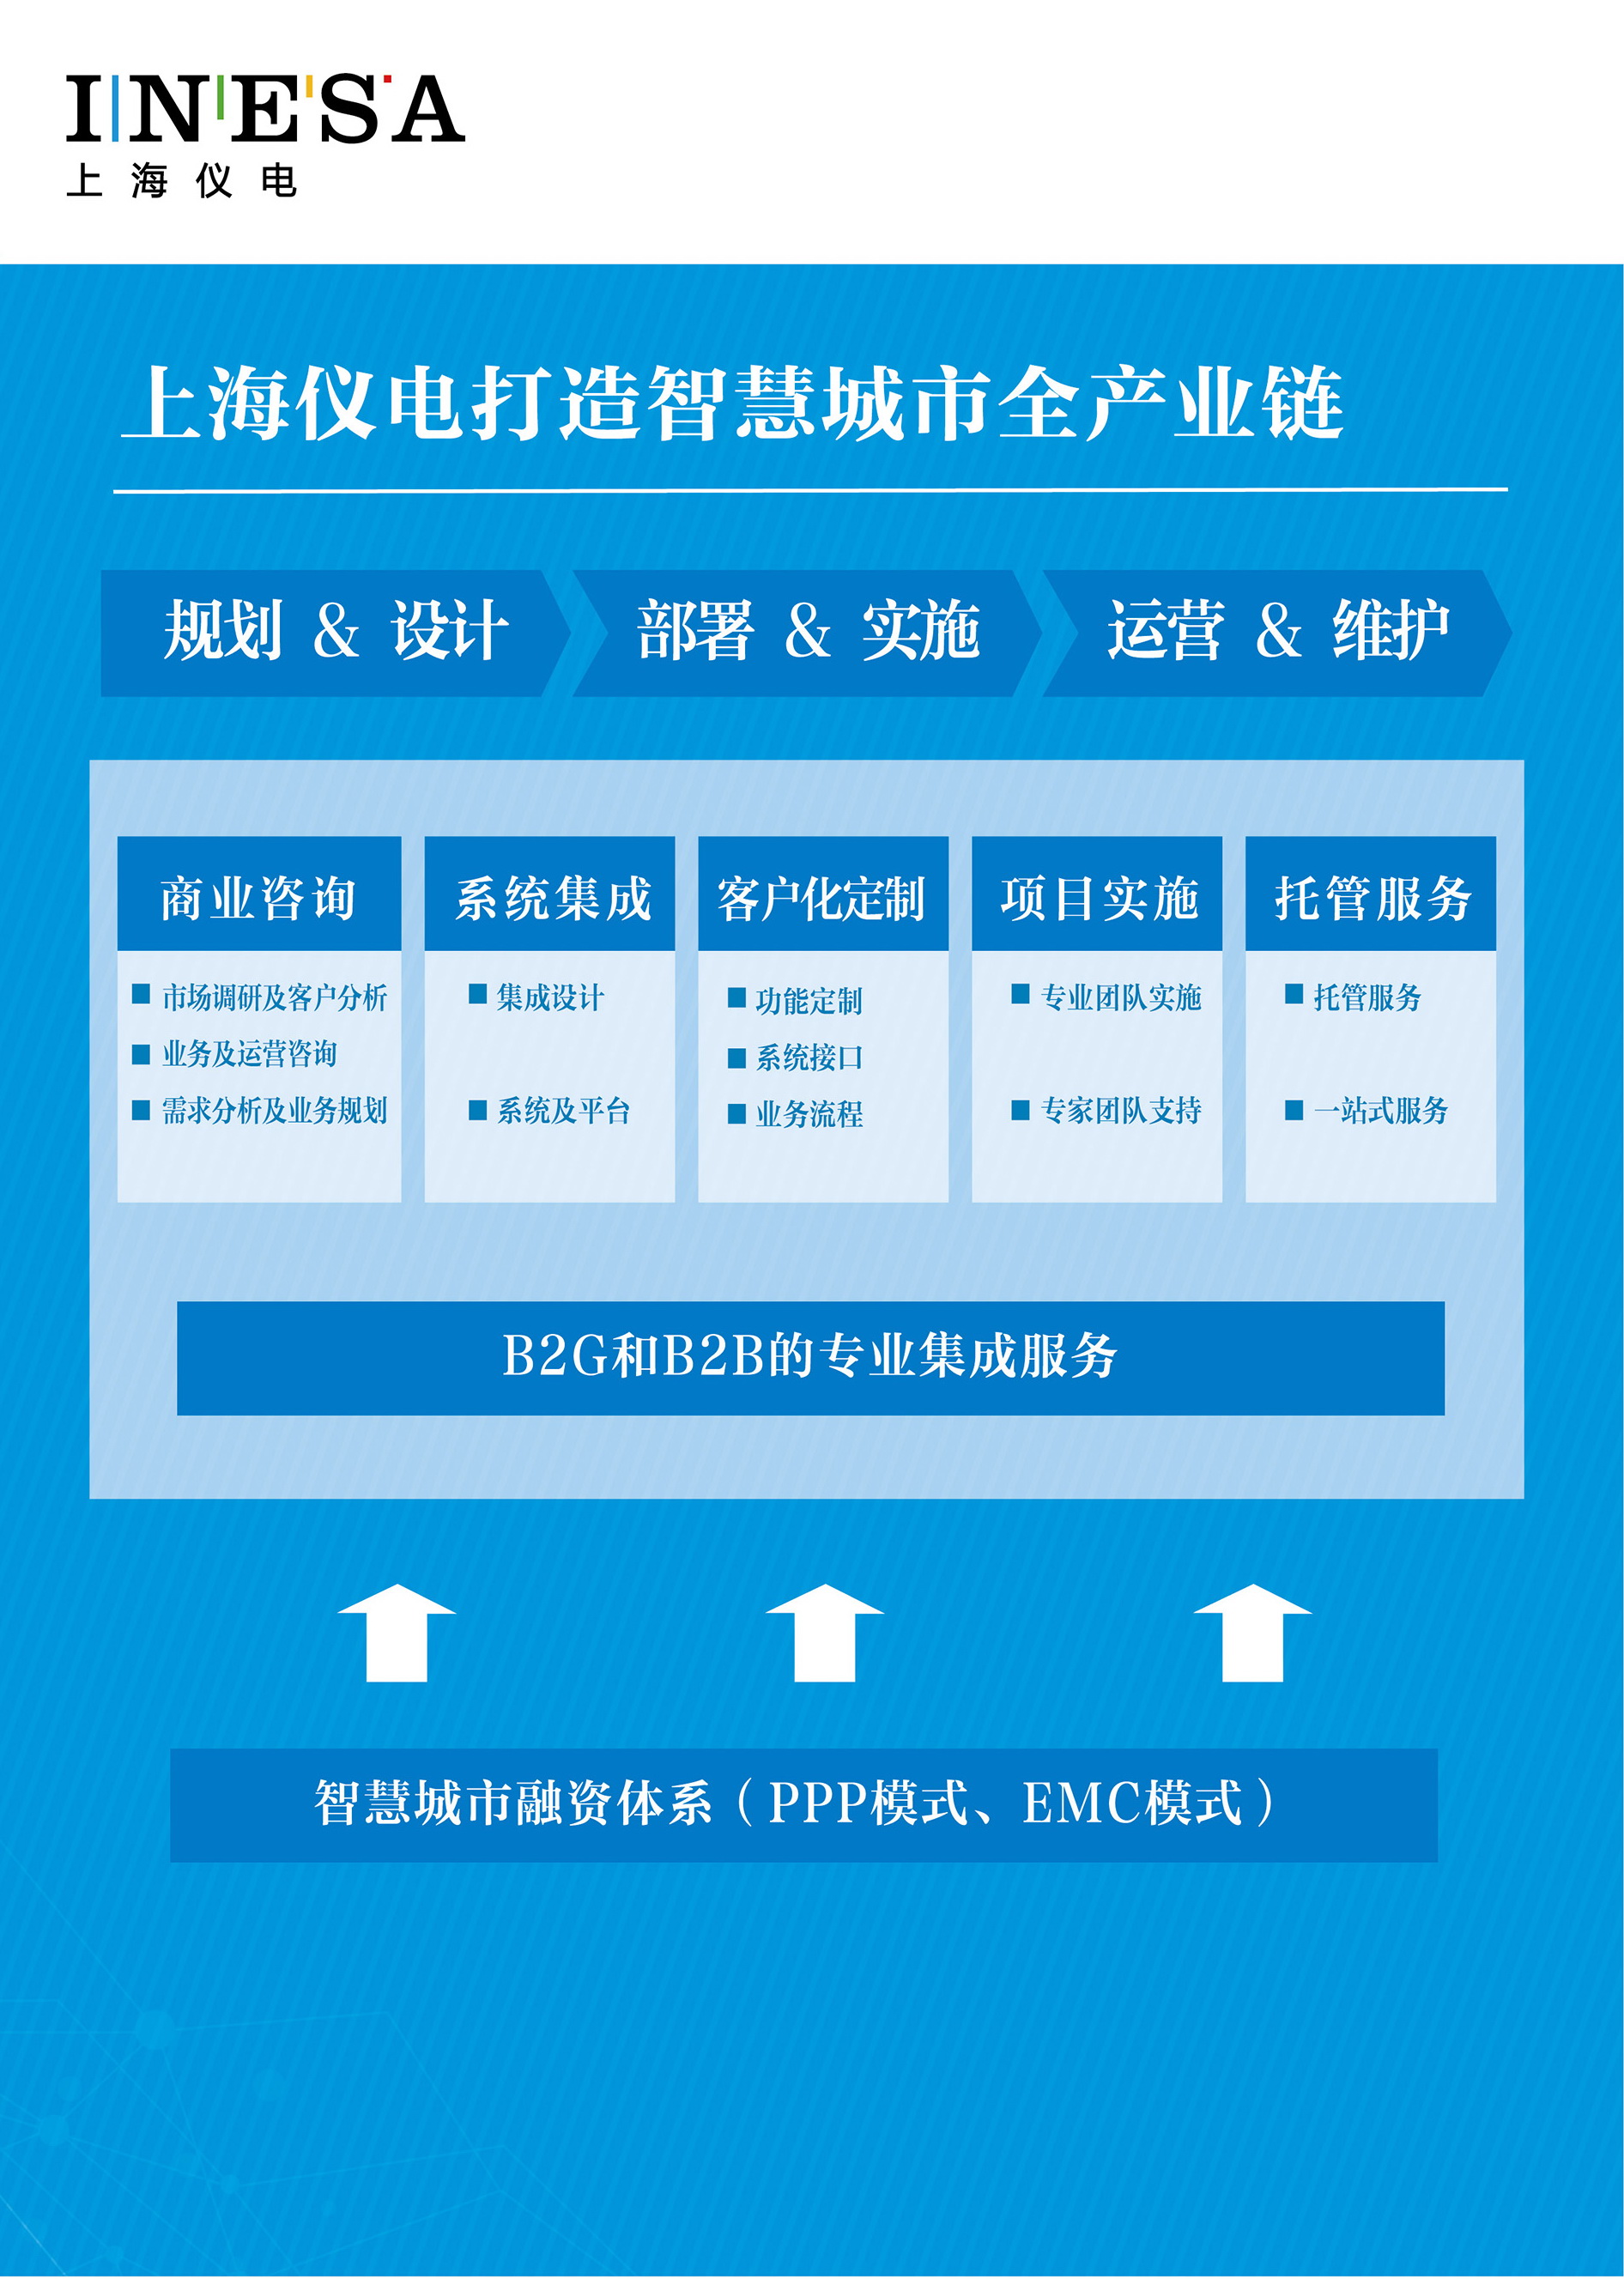 INESA
上海仪电
上海仪电打造智慧城市全产业链
规划 & 设计
部署 & 实施
运营 & 维护
商业咨询
市场调研及客户分析
业务及运营咨询
需求分析及业务规划
系统集成
集成设计
系统及平台
客户化定制
功能定制
系统接口
业务流程
项目实施
专业团队实施
专家团队支持
托管服务
托管服务
一站式服务
B2G和B2B的专业集成服务
智慧城市融资体系（PPP模式、EMC模式）